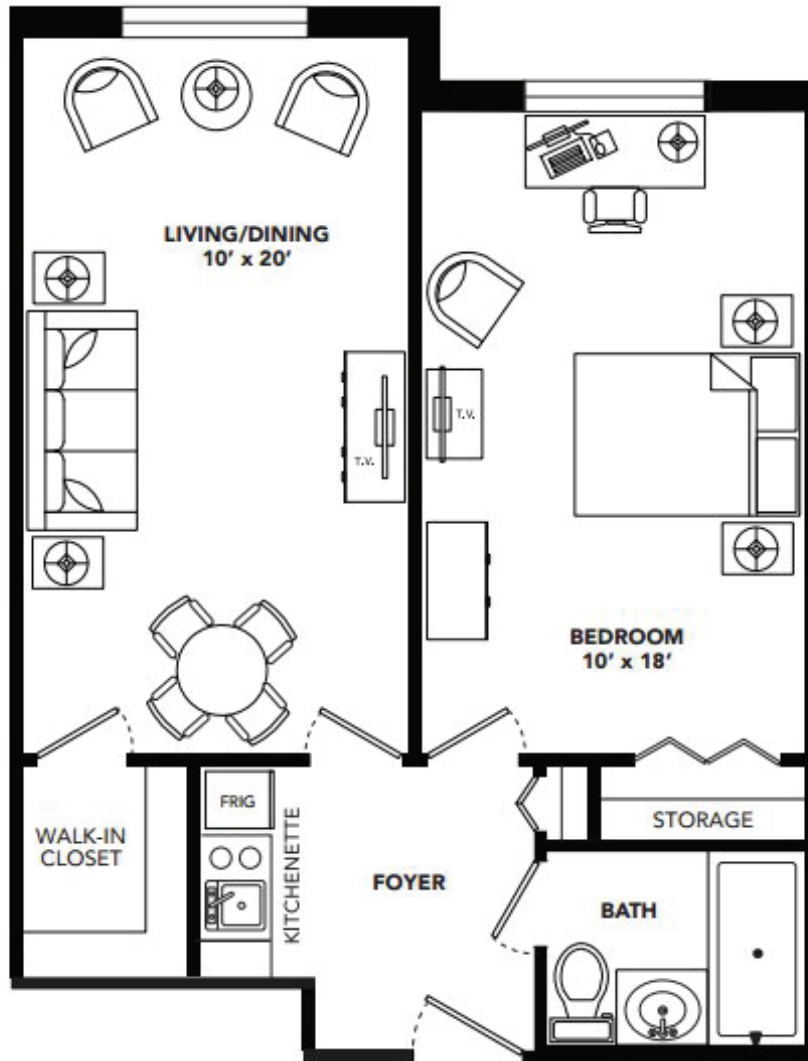 LIVING/DINING
10' x 20'
T.V.
T.V.
BEDROOM
10' x 18'
FRIG
KITCHENETTE
WALK-IN
CLOSET
FOYER
STORAGE
BATH